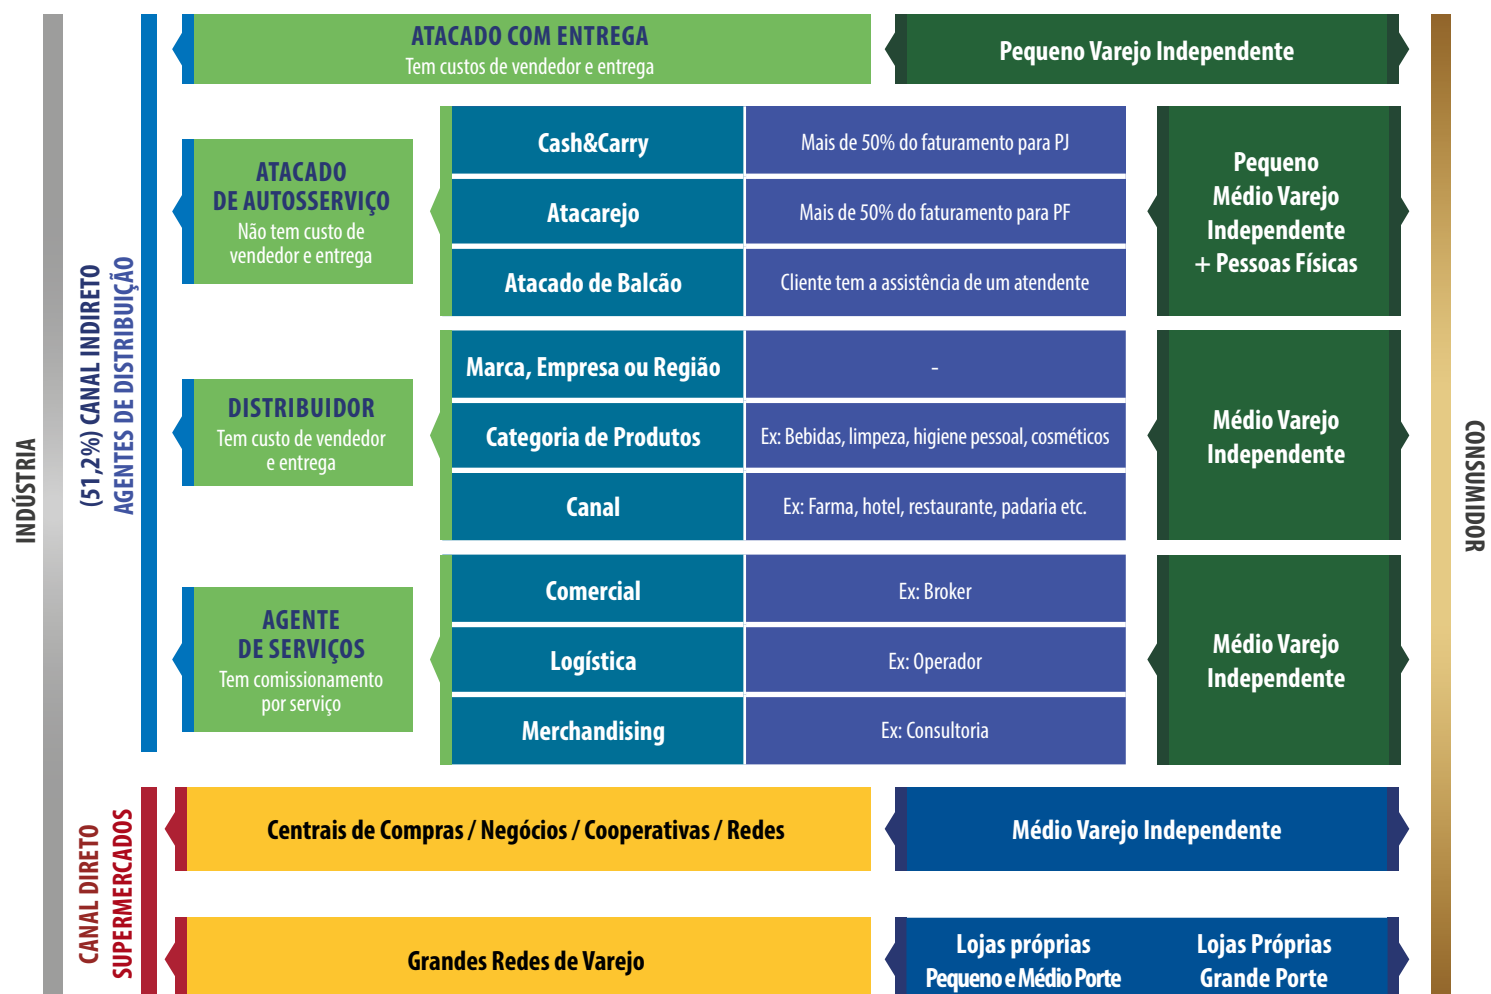 INDÚSTRIA
(51,2%) CANAL INDIRETO
AGENTES DE DISTRIBUIÇÃO
ATACADO COM ENTREGA
Tem custos de vendedor e entrega
Pequeno Varejo Independente
ATACADO
DE AUTOSSERVIÇO
Não tem custo de
vendedor e entrega
Cash&Carry
Mais de 50% do faturamento para PJ
Atacarejo
Mais de 50% do faturamento para PF
Atacado de Balcão
Cliente tem a assistência de um atendente
Pequeno
Médio Varejo
Independente
+ Pessoas Físicas
DISTRIBUIDOR
Tem custo de vendedor
e entrega
Marca, Empresa ou Região
-
Categoria de Produtos
Ex: Bebidas, limpeza, higiene pessoal, cosméticos
Canal
Ex: Farma, hotel, restaurante, padaria etc.
Médio Varejo
Independente
AGENTE
DE SERVIÇOS
Tem comissionamento
por serviço
Comercial
Ex: Broker
Logística
Ex: Operador
Merchandising
Ex: Consultoria
Médio Varejo
Independente
CANAL DIRETO
SUPERMERCADOS
Centrais de Compras / Negócios / Cooperativas / Redes
Médio Varejo Independente
Grandes Redes de Varejo
Lojas próprias
Pequeno e Médio Porte
Lojas Próprias
Grande Porte
CONSUMIDOR